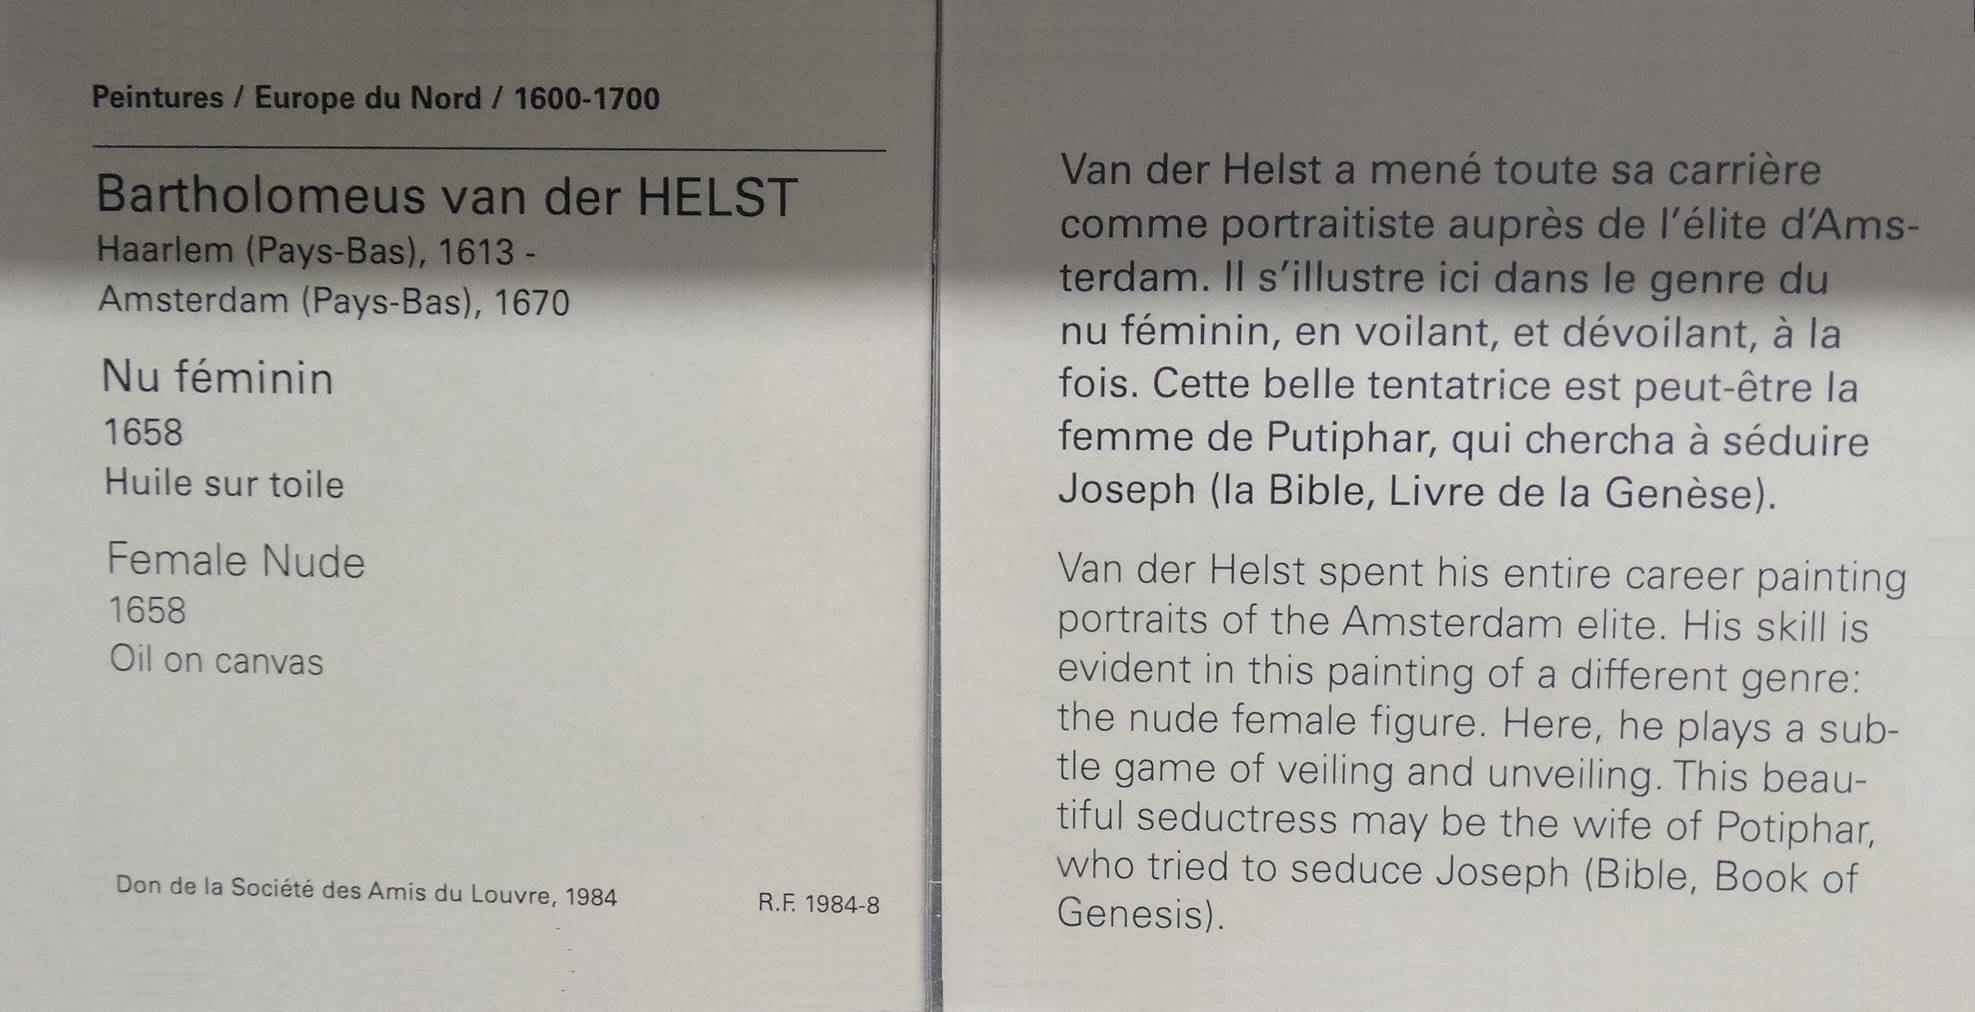 Peintures / Europe du Nord / 1600-1700
Bartholomeus van der HELST
Haarlem (Pays-Bas), 1613 -
Amsterdam (Pays-Bas), 1670
Nu féminin
1658
Huile sur toile
Female Nude
1658
Oil on canvas
Don de la Société des Amis du Louvre, 1984
R.F. 1984-8
Van der Helst a mené toute sa carrière
comme portraitiste auprès de l'élite d'Ams-
terdam. Il s'illustre ici dans le genre du
nu féminin, en voilant, et dévoilant, à la
fois. Cette belle tentatrice est peut-être la
femme de Putiphar, qui chercha à séduire
Joseph (la Bible, Livre de la Genèse).
Van der Helst spent his entire career painting
portraits of the Amsterdam elite. His skill is
evident in this painting of a different genre:
the nude female figure. Here, he plays a sub-
tle game of veiling and unveiling. This beau-
tiful seductress may be the wife of Potiphar,
who tried to seduce Joseph (Bible, Book of
Genesis).